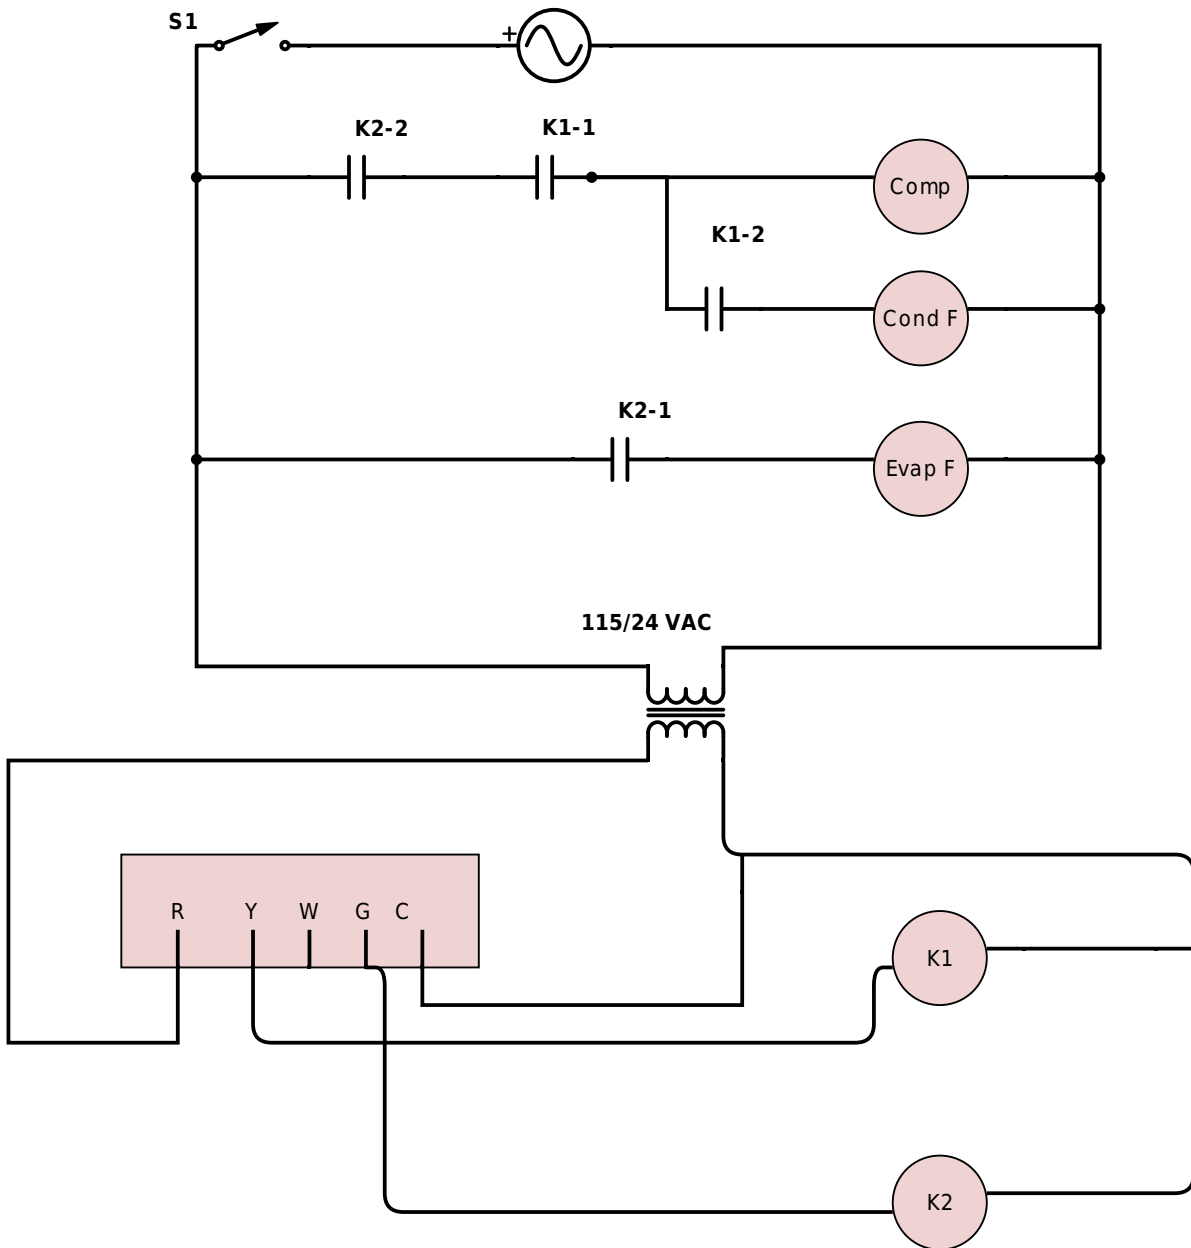 S1
+
K2-2
K1-1
Comp
K1-2
Cond F
K2-1
Evap F
115/24 VAC
R Y W G C
K1
K2